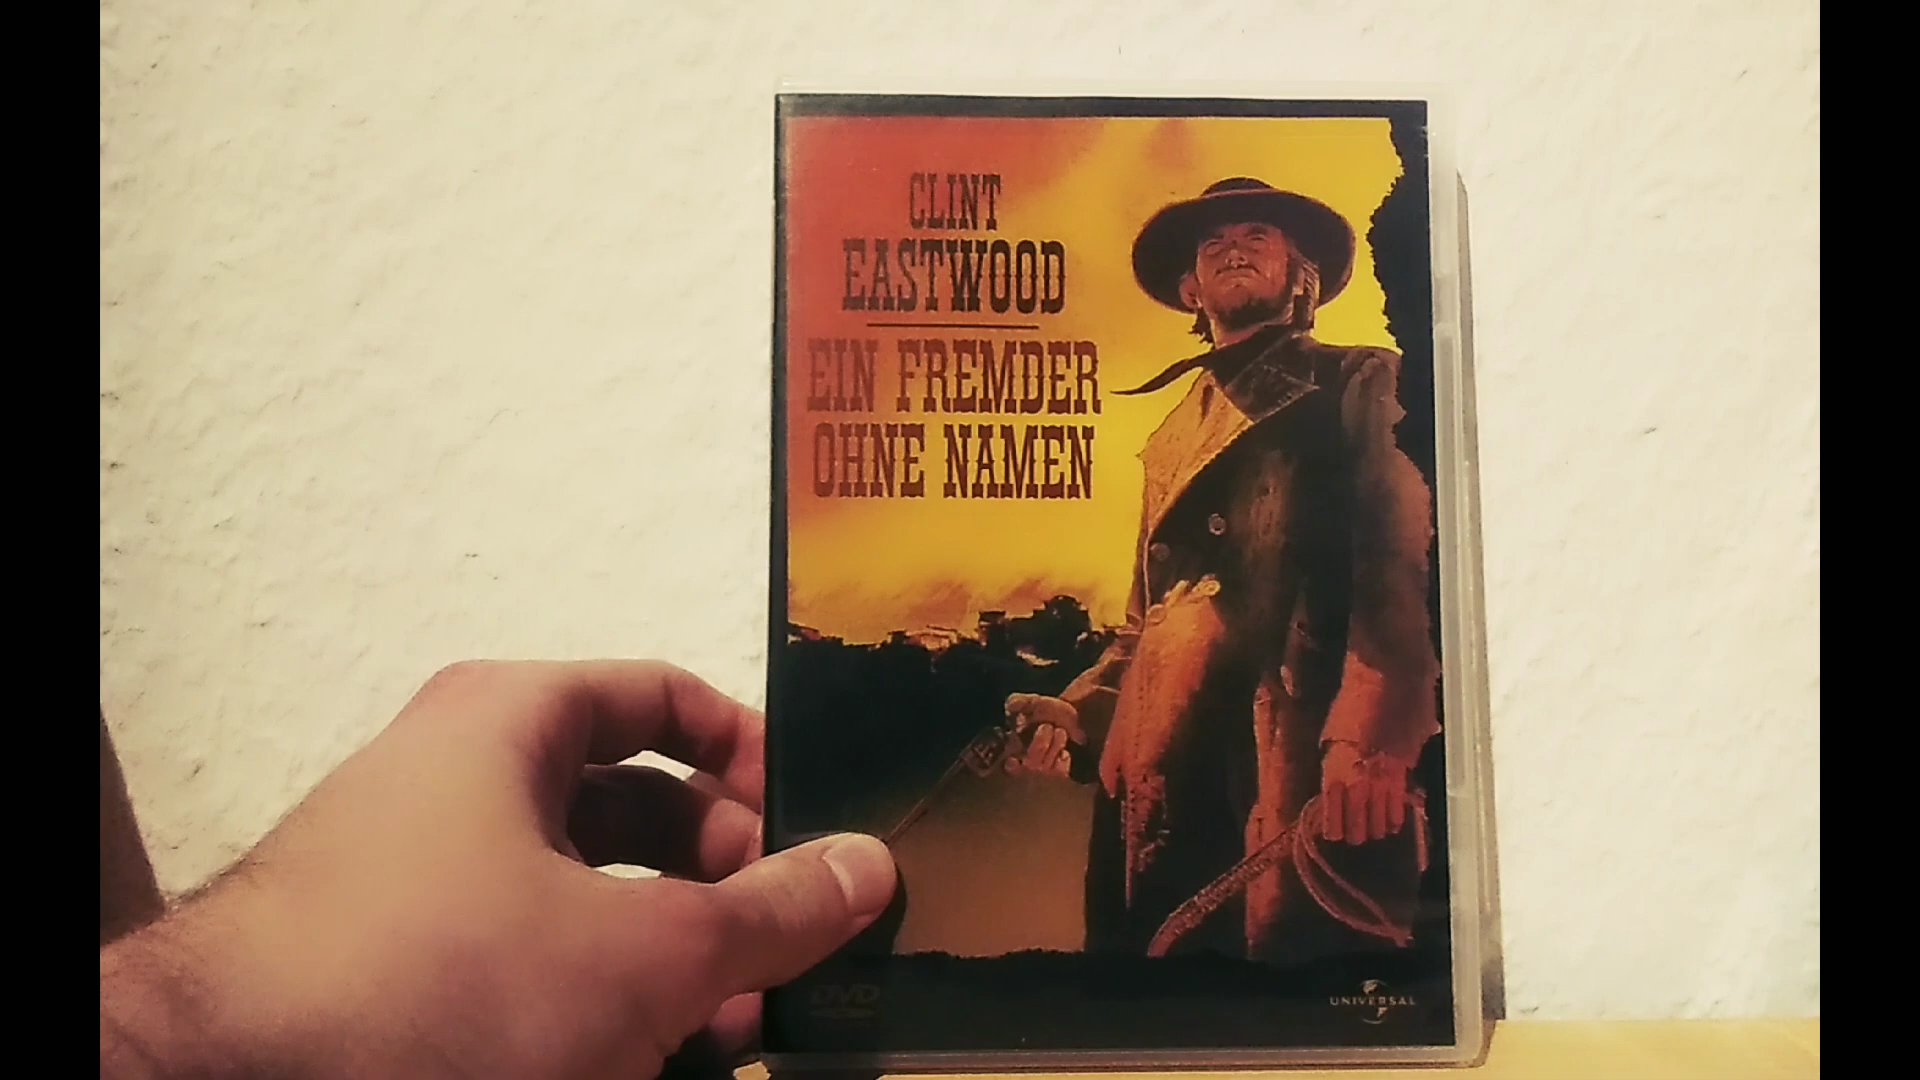 CLINT
EASTWOOD
EIN FREMDER
OHNE NAMEN
DVD
UNIVERSAL